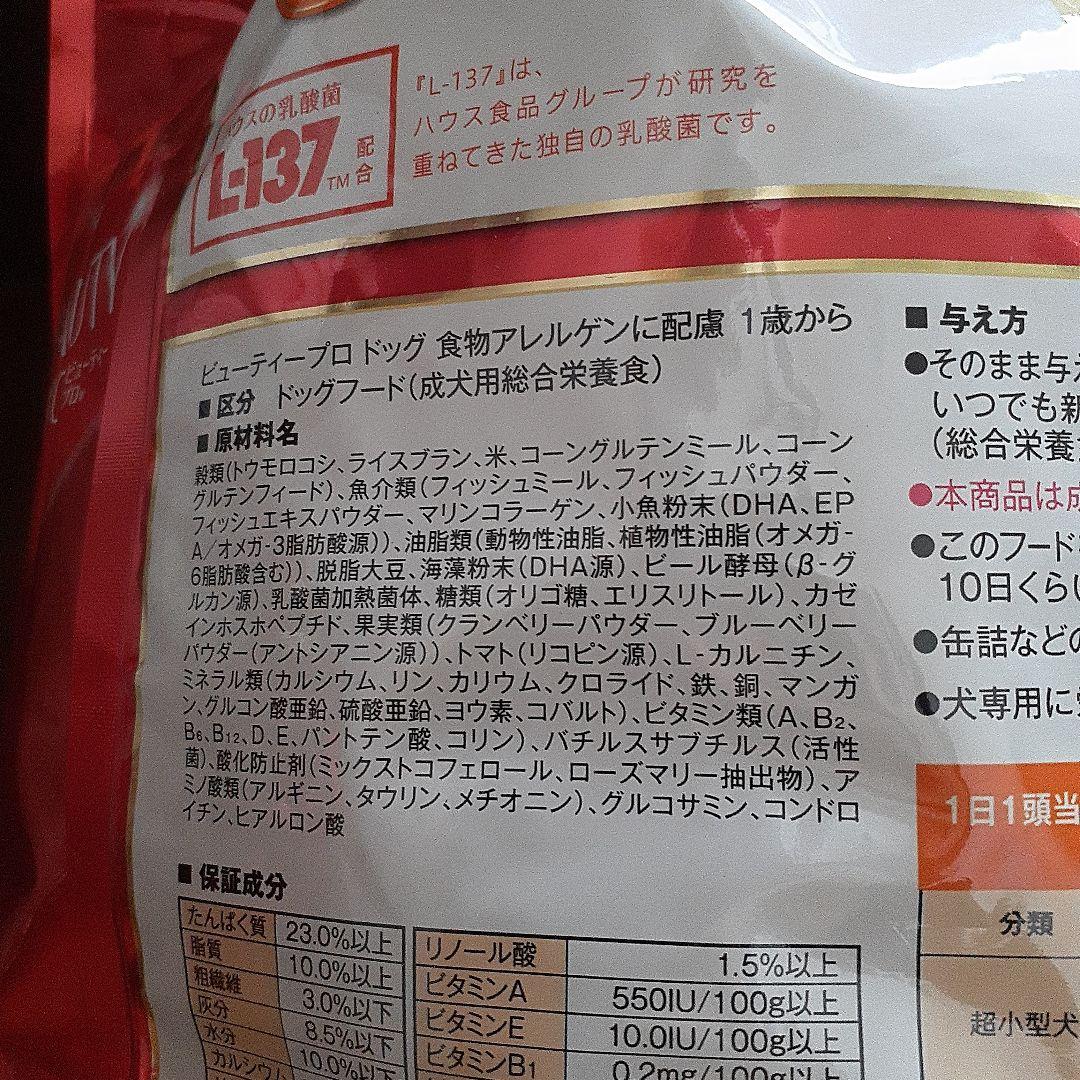 ハウスの乳酸菌
L-137™
配合
『L-137』は、
ハウス食品グループが研究を
重ねてきた独自の乳酸菌です。
ビューティー
プロ。
ビューティープロ ドッグ 食物アレルゲンに配慮 1歳から
■ 区分 ドッグフード(成犬用総合栄養食)
■ 原材料名
穀類(トウモロコシ、ライスブラン、米、コーングルテンミール、コーン
グルテンフィード)、魚介類(フィッシュミール、フィッシュパウダー、
フィッシュエキスパウダー、マリンコラーゲン、小魚粉末(DHA、EP
A/オメガ-3脂肪酸源))、油脂類(動物性油脂、植物性油脂(オメガ-
6脂肪酸含む))、脱脂大豆、海藻粉末(DHA源)、ビール酵母(β-グ
ルカン源)、乳酸菌加熱菌体、糖類(オリゴ糖、エリスリトール)、カゼ
インホスホペプチド、果実類(クランベリーパウダー、ブルーベリー
パウダー(アントシアニン源))、トマト(リコピン源)、L-カルニチン、
ミネラル類(カルシウム、リン、カリウム、クロライド、鉄、銅、マンガ
ン、グルコン酸亜鉛、硫酸亜鉛、ヨウ素、コバルト)、ビタミン類(A、B2、
B6、B12、D、E、パントテン酸、コリン)、バチルスサブチルス(活性
菌)、酸化防止剤(ミックストコフェロール、ローズマリー抽出物)、ア
ミノ酸類(アルギニン、タウリン、メチオニン)、グルコサミン、コンドロ
イチン、ヒアルロン酸
■ 保証成分
たんぱく質 23.0%以上
脂質 10.0%以上
粗繊維 3.0%以下
灰分 8.5%以下
水分 10.0%以下
カルシウム
リノール酸 1.5%以上
ビタミンA 550IU/100g以上
ビタミンE 10.0IU/100g以上
ビタミンB1 0.2mg/100g以上
■ 与え方
●そのまま与え
いつでも新
(総合栄養
●本商品は成
●このフード
10日くらい
●缶詰などの
●犬専用に
1日1頭当
分類
超小型犬